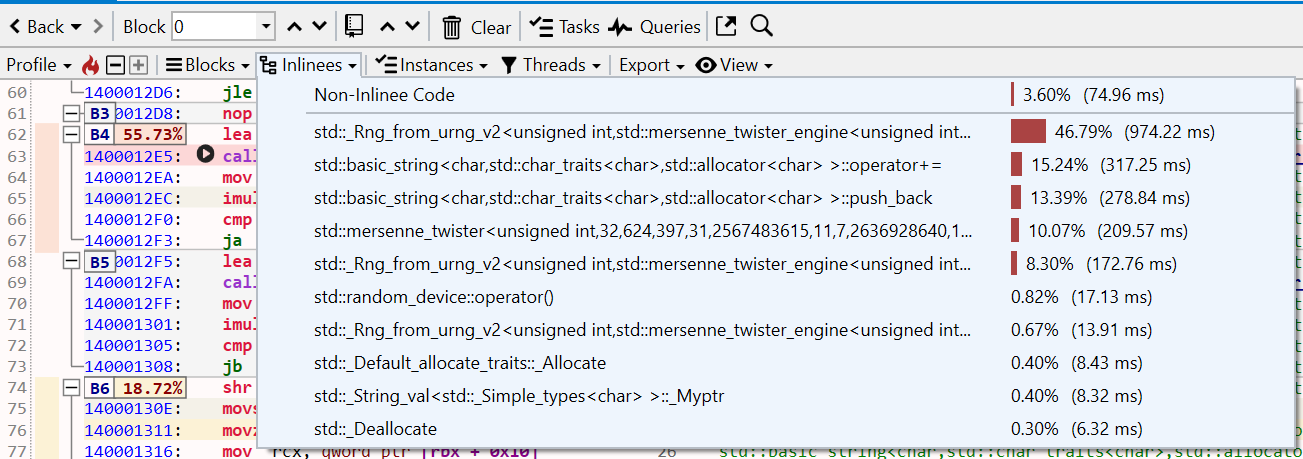 Back Block 0 Clear Tasks Queries
Profile Blocks Inlinees Instances Threads Export View
60 1400012D6: jle
Non-Inlinee Code 3.60% (74.96 ms)
61 B3 00012D8: nop
62 B4 55.73% lea
std::_Rng_from_urng_v2<unsigned int,std::mersenne_twister_engine<unsigned int... 46.79% (974.22 ms)
63 1400012E5: cal
std::basic_string<char,std::char_traits<char>,std::allocator<char> >::operator+= 15.24% (317.25 ms)
64 1400012EA: mov
65 1400012EC: imu
std::basic_string<char,std::char_traits<char>,std::allocator<char> >::push_back 13.39% (278.84 ms)
66 1400012F0: cmp
std::mersenne_twister<unsigned int,32,624,397,31,2567483615,11,7,2636928640,1... 10.07% (209.57 ms)
67 1400012F3: ja
68 B5 00012F5: lea
std::_Rng_from_urng_v2<unsigned int,std::mersenne_twister_engine<unsigned int... 8.30% (172.76 ms)
69 1400012FA: cal
70 1400012FF: mov
std::random_device::operator() 0.82% (17.13 ms)
71 140001301: imu
std::_Rng_from_urng_v2<unsigned int,std::mersenne_twister_engine<unsigned int... 0.67% (13.91 ms)
72 140001305: cmp
73 140001308: jb
std::_Default_allocate_traits::_Allocate 0.40% (8.43 ms)
74 B6 18.72% shr
std::_String_val<std::_Simple_types<char> >::_Myptr 0.40% (8.32 ms)
75 14000130E: movs
76 140001311: movz
std::_Deallocate 0.30% (6.32 ms)
77 140001316: mov rcx, qword ptr [rbx + 0x10] 26 std::basic_string<char,std::char_traits<char>,std::allocato